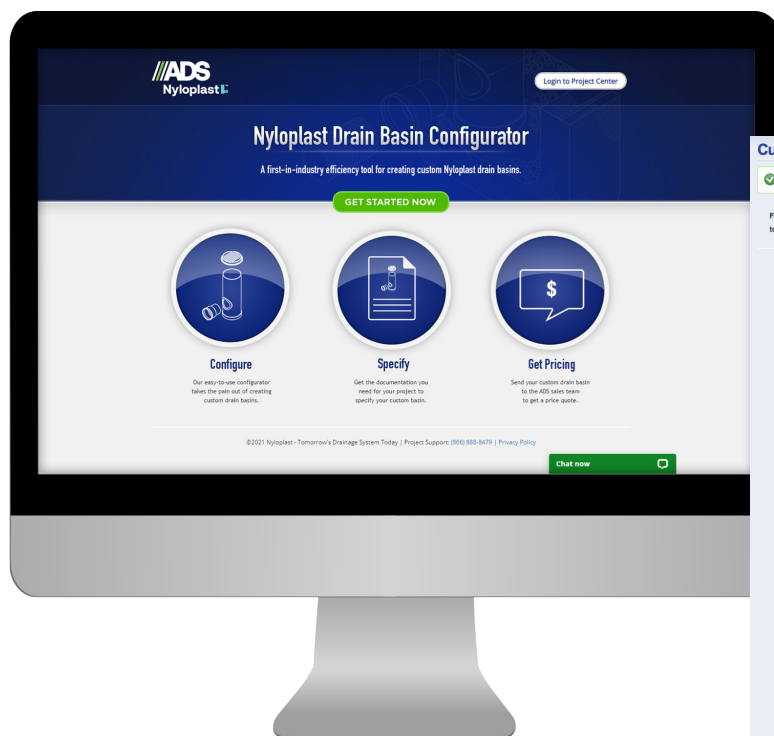 ///ADS
Nyloplast
Login to Project Center
Nyloplast Drain Basin Configurator
A first-in-industry efficiency tool for creating custom Nyloplast drain basins.
GET STARTED NOW
$
Configure
Our easy-to-use configurator
takes the pain out of creating
custom drain basins.
Specify
Get the documentation you
need for your project to
specify your custom basin.
Get Pricing
Send your custom drain basin
to the ADS sales team
to get a price quote.
©2021 Nyloplast - Tomorrow's Drainage System Today | Project Support: (866) 888-8479 | Privacy Policy
Chat now